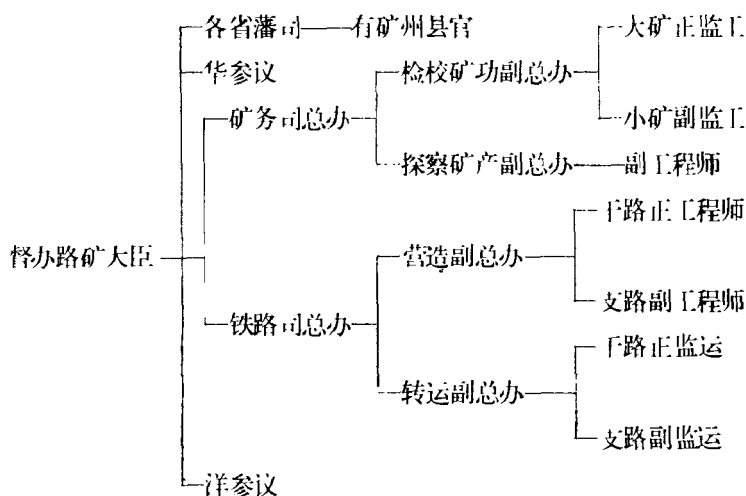 各省藩司——有矿州县官
大矿正监工
华参议
检校矿功副总办
矿务司总办
小矿副监工
探察矿产副总办——副工程师
干路正工程师
督办路矿大臣
营造副总办
支路副工程师
铁路司总办
干路正监运
转运副总办
支路副监运
洋参议